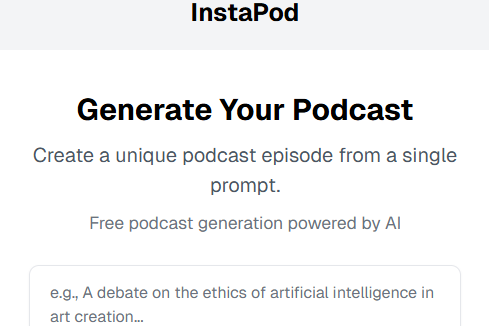 InstaPod
Generate Your Podcast
Create a unique podcast episode from a single
prompt.
Free podcast generation powered by AI
e.g., A debate on the ethics of artificial intelligence in
art creation...